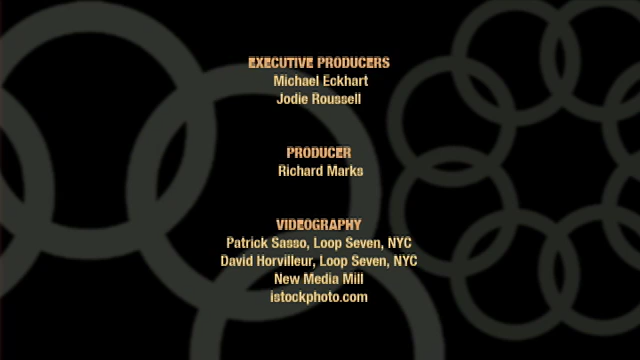 EXECUTIVE PRODUCERS
Michael Eckhart
Jodie Roussell
PRODUCER
Richard Marks
VIDEOGRAPHY
Patrick Sasso, Loop Seven, NYC
David Horvilleur, Loop Seven, NYC
New Media Mill
istockphoto.com